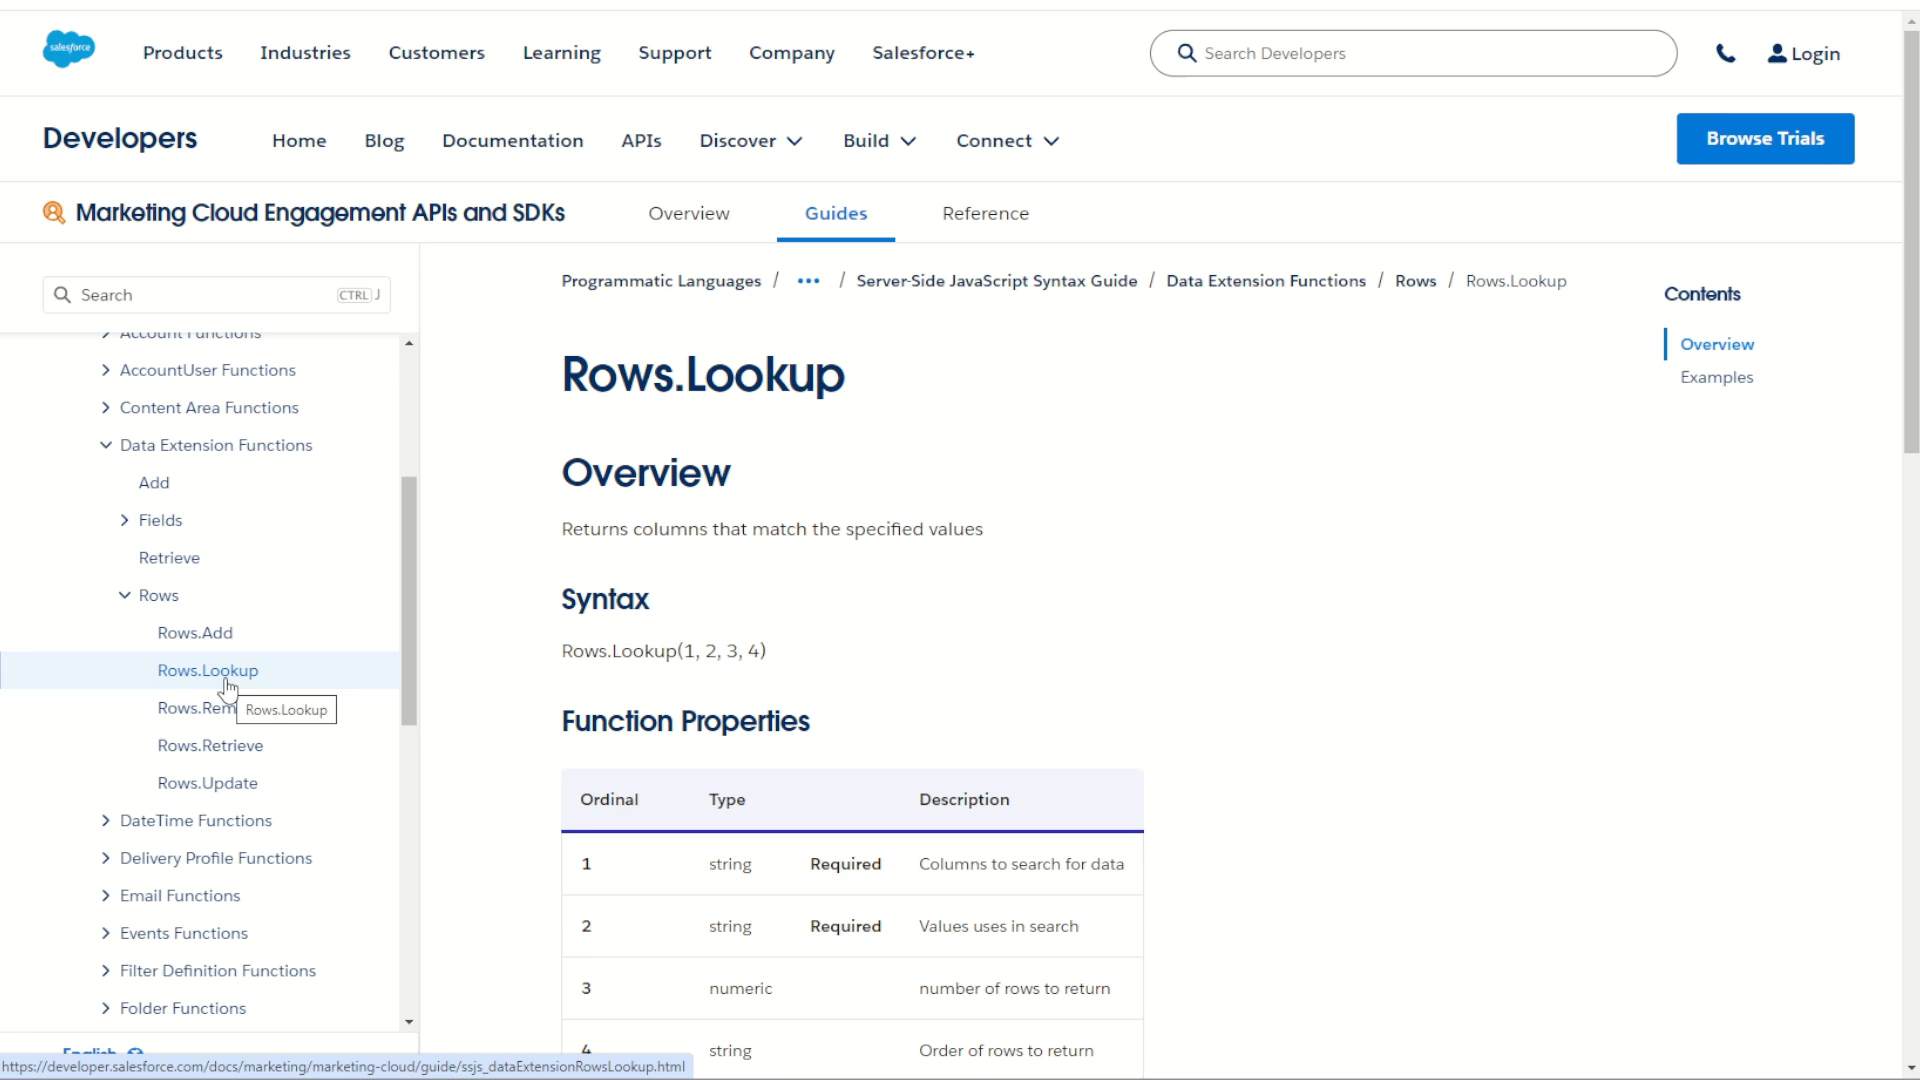 salesforce
Products Industries Customers Learning Support Company Salesforce+ Search Developers Login
Developers Home Blog Documentation APIs Discover Build Connect Browse Trials
Marketing Cloud Engagement APIs and SDKs Overview Guides Reference
Search CTRL J
Account Functions
AccountUser Functions
Content Area Functions
Data Extension Functions
Add
Fields
Retrieve
Rows
Rows.Add
Rows.Lookup
Rows.Rem
Rows.Lookup
Rows.Retrieve
Rows.Update
DateTime Functions
Delivery Profile Functions
Email Functions
Events Functions
Filter Definition Functions
Folder Functions
English
https://developer.salesforce.com/docs/marketing/marketing-cloud/guide/ssjs_dataExtensionRowsLookup.html
Programmatic Languages / ••• / Server-Side JavaScript Syntax Guide / Data Extension Functions / Rows / Rows.Lookup
Rows.Lookup
Overview
Returns columns that match the specified values
Syntax
Rows.Lookup(1, 2, 3, 4)
Function Properties
Ordinal Type Description
1 string Required Columns to search for data
2 string Required Values uses in search
3 numeric number of rows to return
4 string Order of rows to return
Contents
Overview
Examples